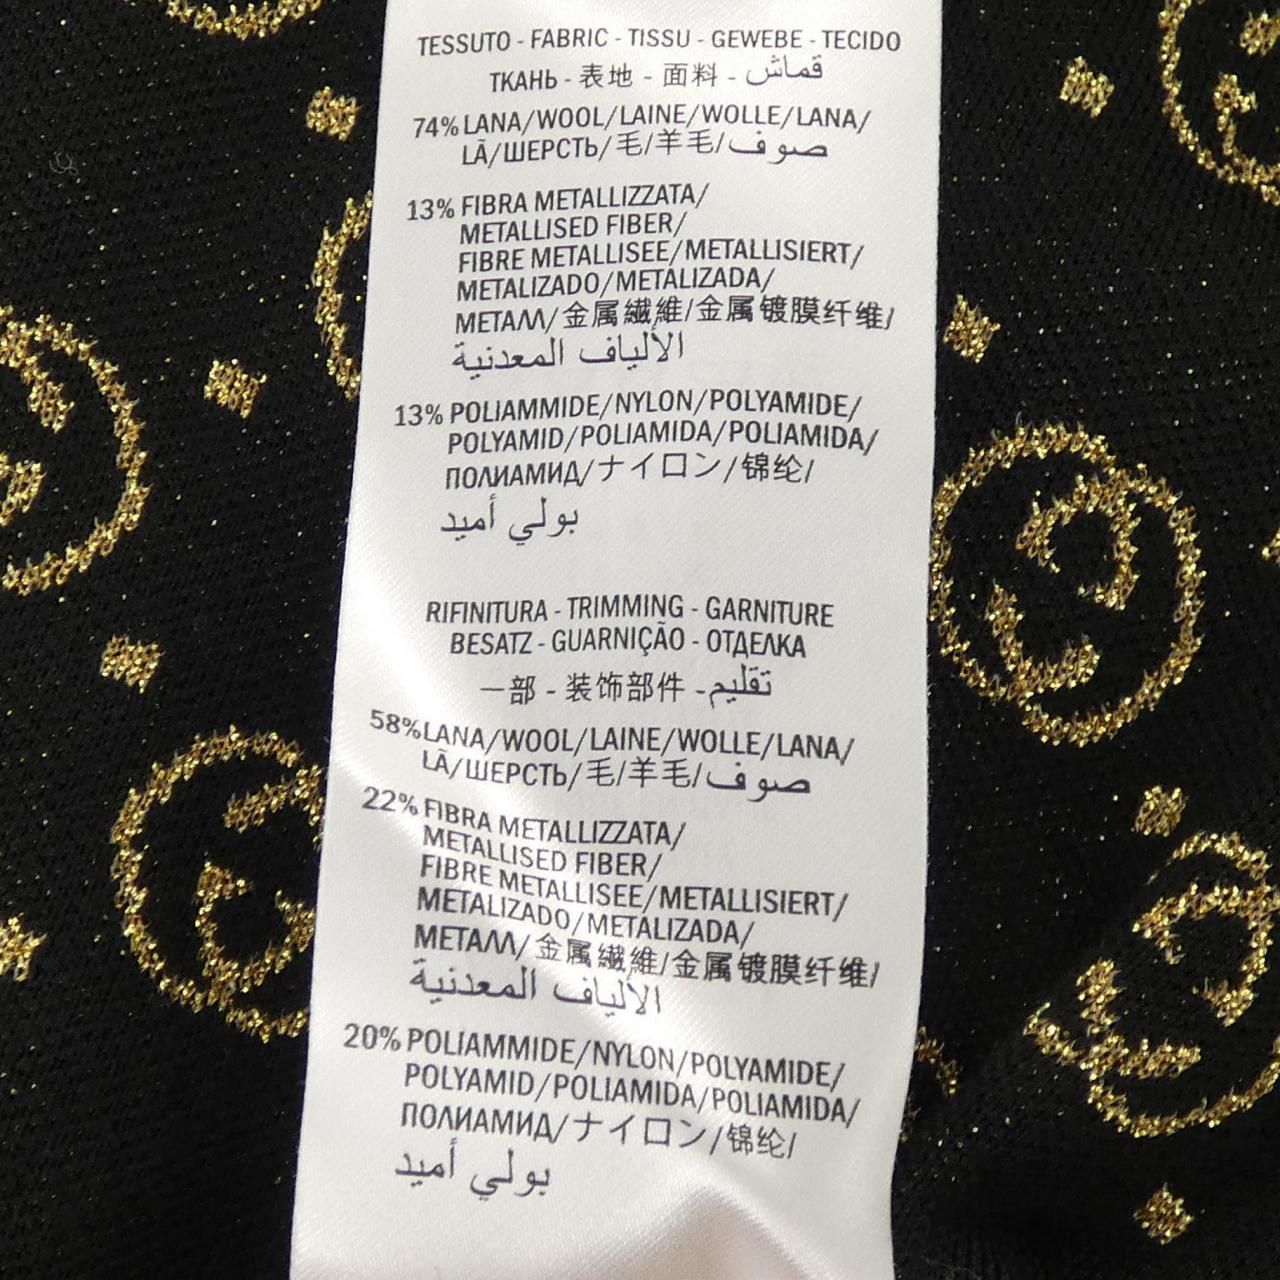 TESSUTO - FABRIC - TISSU - GEWEBE - TECIDO
ТКАНЬ - 表地 - 面料 - قماش
74% LANA/WOOL/LAINE/WOLLE/LANA/
LÃ/ШЕРСТЬ/毛/羊毛/صوف
13% FIBRA METALLIZZATA/
METALLISED FIBER/
FIBRE METALLISEE/METALLISIERT/
METALIZADO/METALIZADA/
МЕТАЛЛ/金属繊維/金属镀膜纤维/
الألياف المعدنية
13% POLIAMMIDE/NYLON/POLYAMIDE/
POLYAMID/POLIAMIDA/POLIAMIDA/
ПОЛИАМИД/ナイロン/锦纶/
بولي أميد
RIFINITURA - TRIMMING - GARNITURE
BESATZ - GUARNIÇÃO - ОТДЕЛКА
一部 - 装饰部件 - تقليم
58% LANA/WOOL/LAINE/WOLLE/LANA/
LÃ/ШЕРСТЬ/毛/羊毛/صوف
22% FIBRA METALLIZZATA/
METALLISED FIBER/
FIBRE METALLISEE/METALLISIERT/
METALIZADO/METALIZADA/
МЕТАЛЛ/金属繊維/金属镀膜纤维/
الألياف المعدنية
20% POLIAMMIDE/NYLON/POLYAMIDE/
POLYAMID/POLIAMIDA/POLIAMIDA/
ПОЛИАМИД/ナイロン/锦纶/
بولي أميد